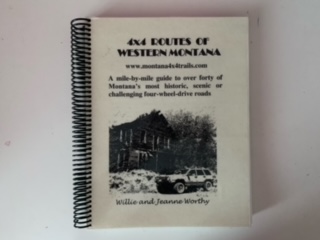 4x4 ROUTES OF
WESTERN MONTANA
www.montana4x4trails.com
A mile-by-mile guide to over forty of
Montana's most historic, scenic or
challenging four-wheel-drive roads
Willie and Jeanne Worthy